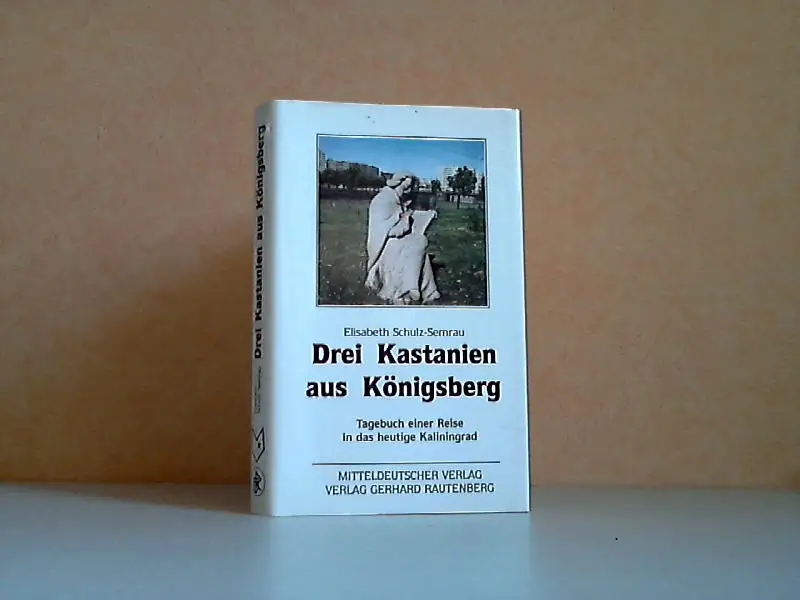 Elisabeth Schulz-Semrau
Drei Kastanien
aus Königsberg
Tagebuch einer Reise
in das heutige Kaliningrad
MITTELDEUTSCHER VERLAG
VERLAG GERHARD RAUTENBERG
Drei Kastanien aus Königsberg